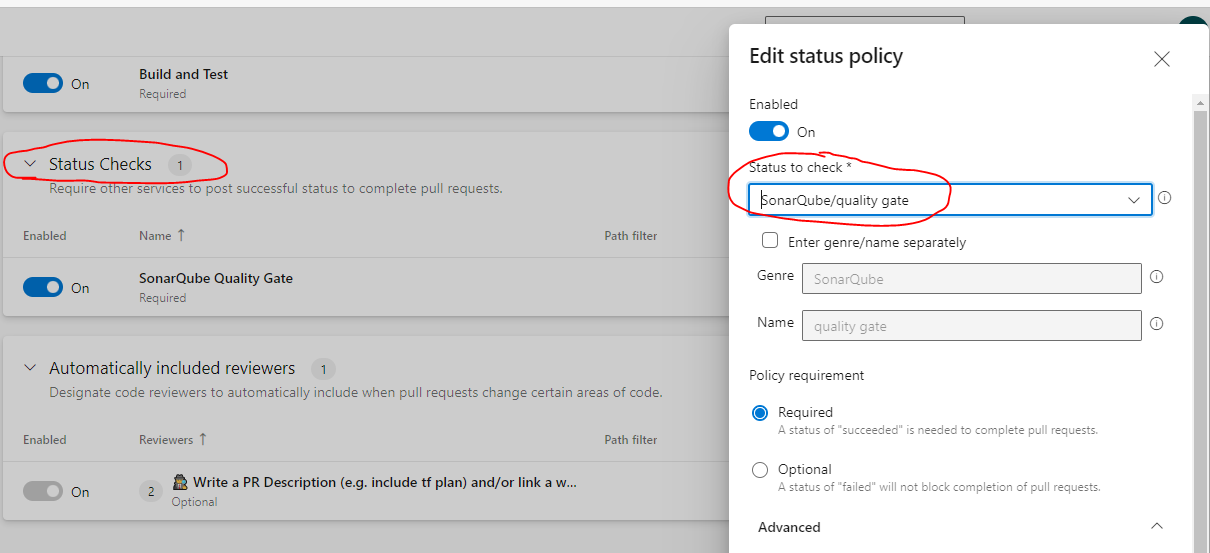 Build and Test
On
Required
Status Checks 1
Require other services to post successful status to complete pull requests.
Enabled Name ↑ Path filter
SonarQube Quality Gate
On
Required
Automatically included reviewers 1
Designate code reviewers to automatically include when pull requests change certain areas of code.
Enabled Reviewers ↑ Path filter
On 2 Write a PR Description (e.g. include tf plan) and/or link a w...
Optional
Edit status policy
Enabled
On
Status to check *
SonarQube/quality gate
Enter genre/name separately
Genre SonarQube
Name quality gate
Policy requirement
Required
A status of "succeeded" is needed to complete pull requests.
Optional
A status of "failed" will not block completion of pull requests.
Advanced